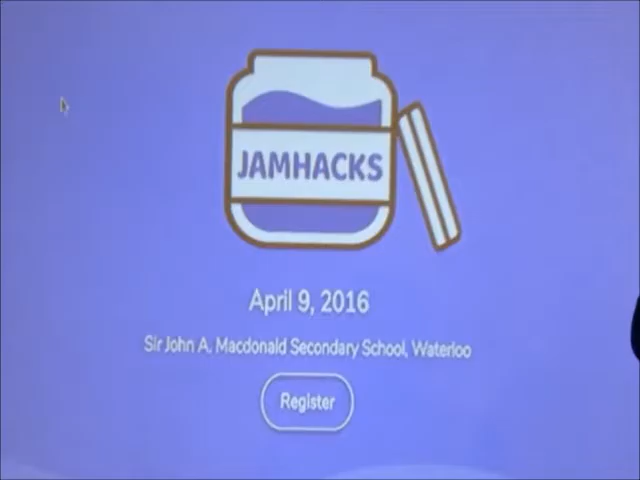 JAMHACKS
April 9, 2016
Sir John A. Macdonald Secondary School, Waterloo
Register